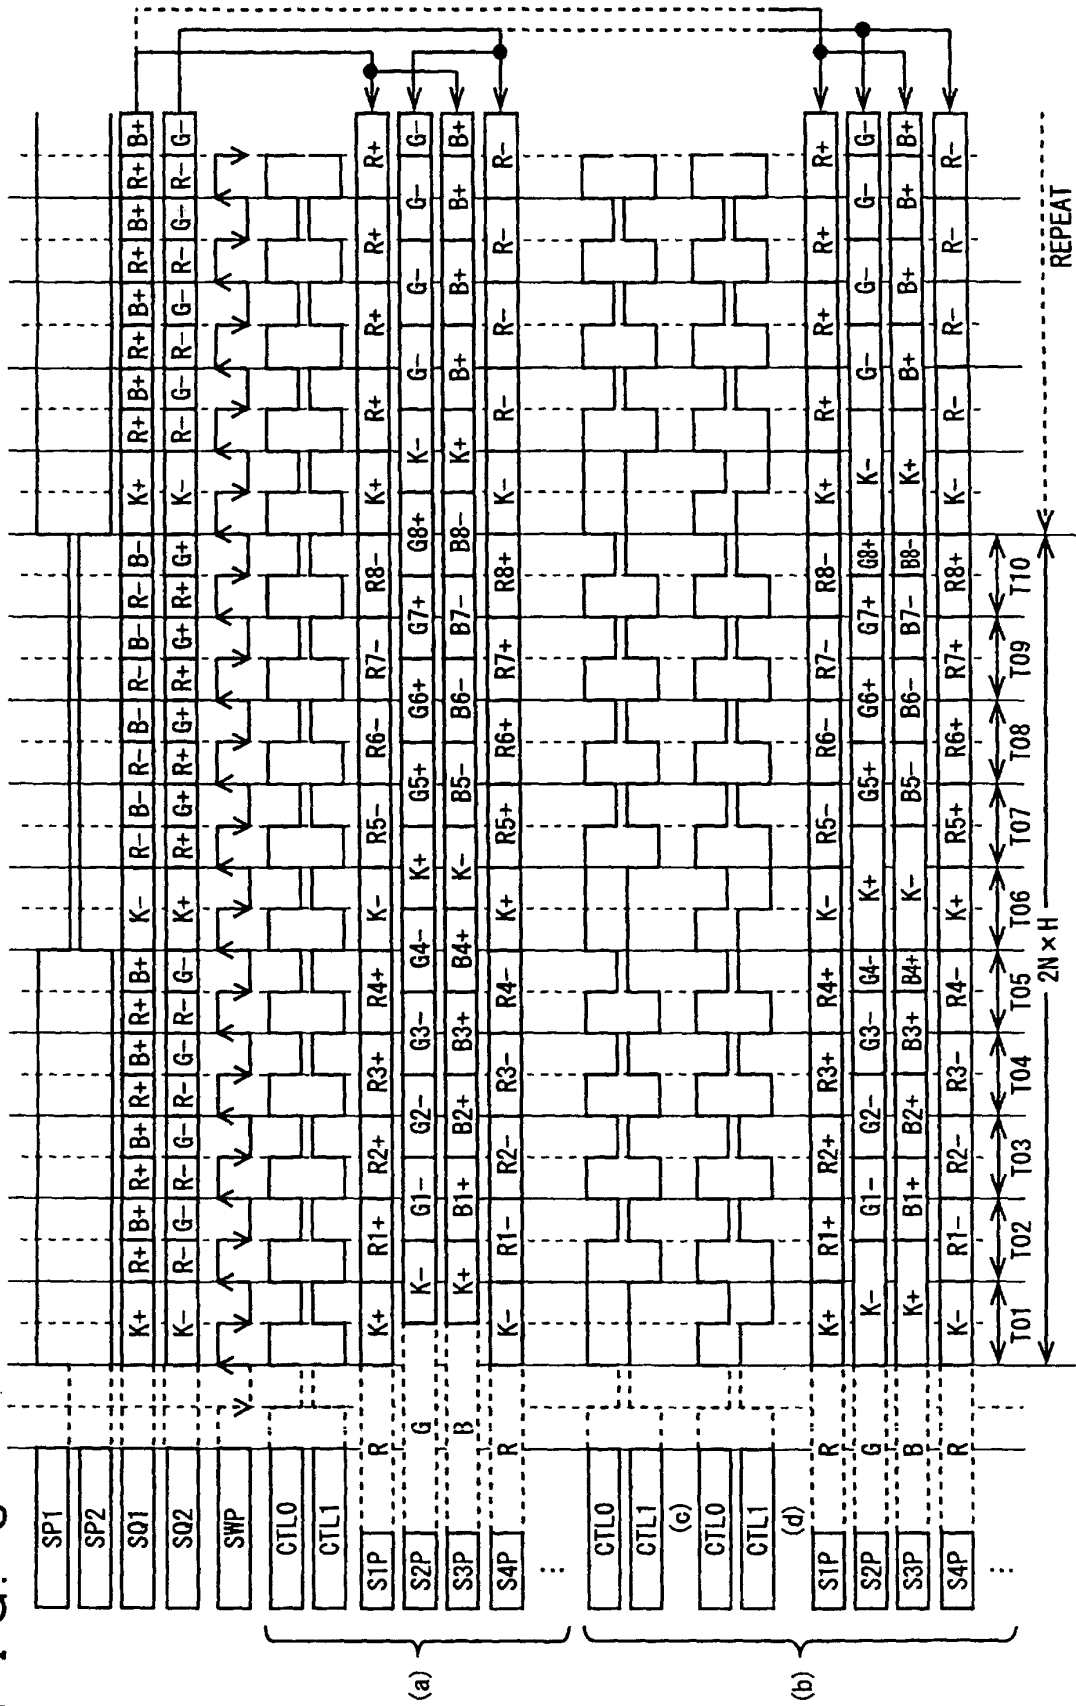 SP1
SP2
SQ1 K+ R+ B+ R+ B+ R+ B+ R+ B+ K- R- B- R- B- R- B- R- B- K+ R+ B+ R+ B+ R+ B+ R+ B+
SQ2 K- R- G- R- G- R- G- R- G- K+ R+ G+ R+ G+ R+ G+ R+ G+ K- R- G- R- G- R- G- R- G-
SWP
(a)
CTL0
CTL1
S1P R K+ R1+ R2+ R3+ R4+ K- R5- R6- R7- R8- K+ R+ R+ R+ R+
S2P G K- G1- G2- G3- G4- K+ G5+ G6+ G7+ G8+ K- G- G- G- G-
S3P B K+ B1+ B2+ B3+ B4+ K- B5- B6- B7- B8- K+ B+ B+ B+ B+
S4P R K- R1- R2- R3- R4- K+ R5+ R6+ R7+ R8+ K- R- R- R- R-
...
(b)
CTL0
CTL1
(c)
CTL0
CTL1
(d)
S1P R K+ R1+ R2+ R3+ R4+ K- R5- R6- R7- R8- K+ R+ R+ R+ R+
S2P G K- G1- G2- G3- G4- K+ G5+ G6+ G7+ G8+ K- G- G- G- G-
S3P B K+ B1+ B2+ B3+ B4+ K- B5- B6- B7- B8- K+ B+ B+ B+ B+
S4P R K- R1- R2- R3- R4- K+ R5+ R6+ R7+ R8+ K- R- R- R- R-
...
T01 T02 T03 T04 T05 T06 T07 T08 T09 T10
2N×H REPEAT